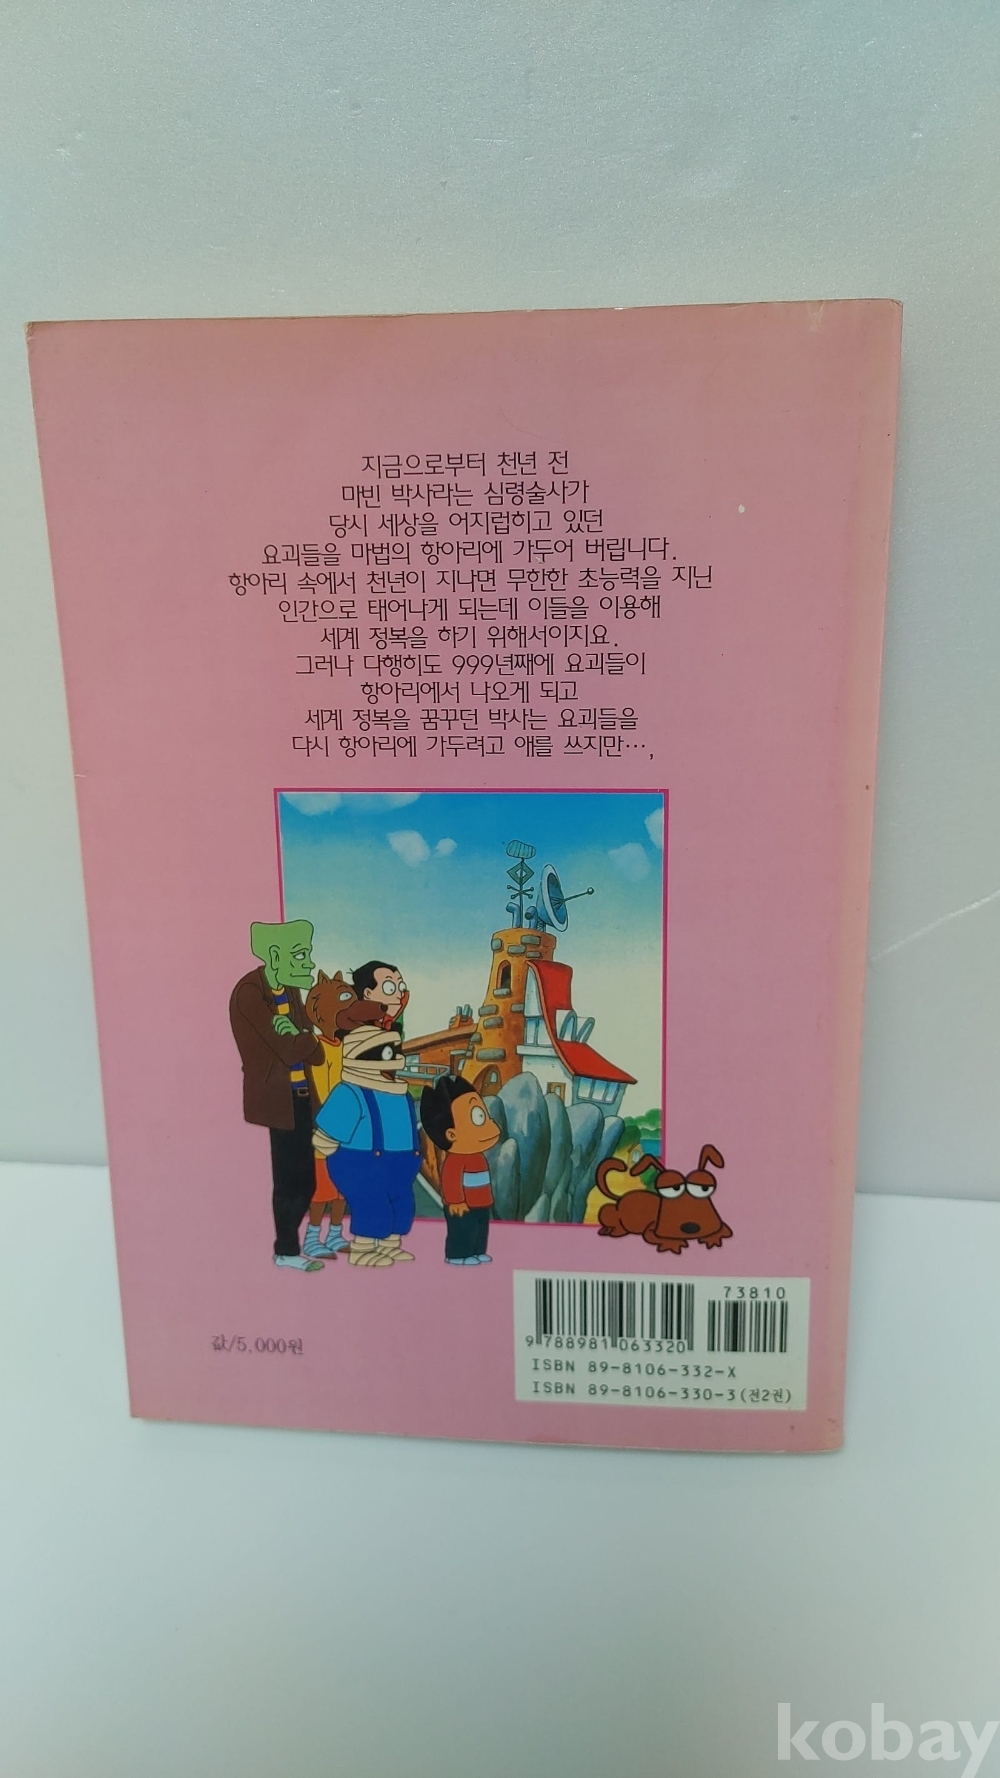 지금으로부터 천년 전
마빈 박사라는 심령술사가
당시 세상을 어지럽히고 있던
요괴들을 마법의 항아리에 가두어 버립니다.
항아리 속에서 천년이 지나면 무한한 초능력을 지닌
인간으로 태어나게 되는데 이들을 이용해
세계 정복을 하기 위해서이지요.
그러나 다행히도 999년째에 요괴들이
항아리에서 나오게 되고
세계 정복을 꿈꾸던 박사는 요괴들을
다시 항아리에 가두려고 애를 쓰지만…,
73810
9 788981 063320
ISBN 89-8106-332-X
ISBN 89-8106-330-3 (전2권)
값/5,000원
kobay